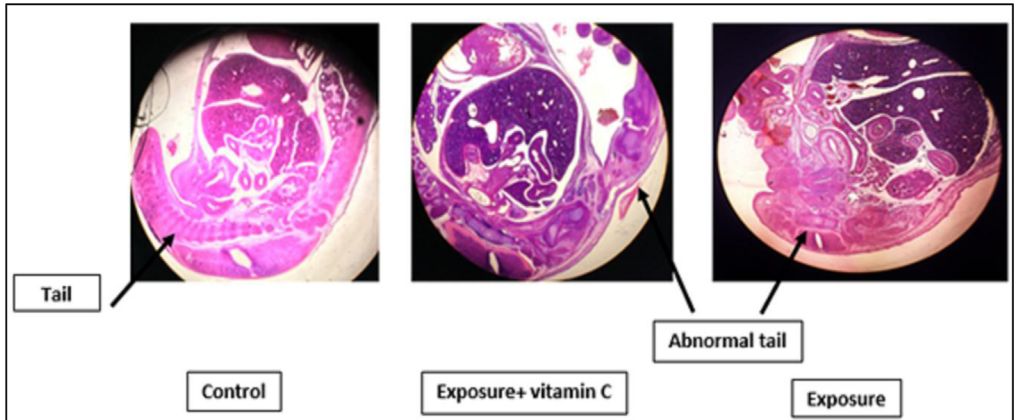 Tail
Abnormal tail
Control
Exposure+ vitamin C
Exposure